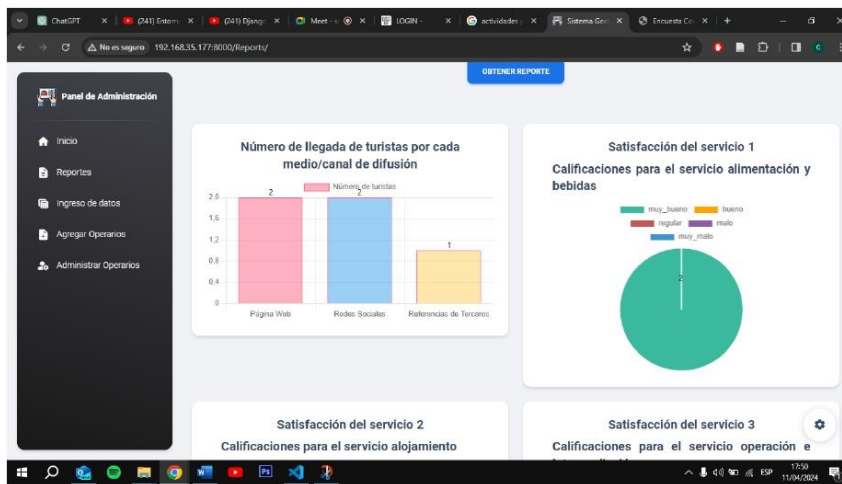 ChatGPT
(241) Entorn
(241) Djang
Meet - s
LOGIN -
actividades
Sistema Gest
Encuesta Co
No es seguro 192.168.35.177:8000/Reports/
OBTENER REPORTE
Panel de Administración
Inicio
Reportes
Ingreso de datos
Agregar Operarios
Administrar Operarios
Número de llegada de turistas por cada
medio/canal de difusión
Número de turistas
2,0
1,6
1,2
0,8
0,4
0
2
2
1
Página Web
Redes Sociales
Referencias de Terceros
Satisfacción del servicio 1
Calificaciones para el servicio alimentación y
bebidas
muy_bueno bueno
regular malo
muy_malo
2
Satisfacción del servicio 2
Calificaciones para el servicio alojamiento
Satisfacción del servicio 3
Calificaciones para el servicio operación e
ESP
17:50
11/04/2024